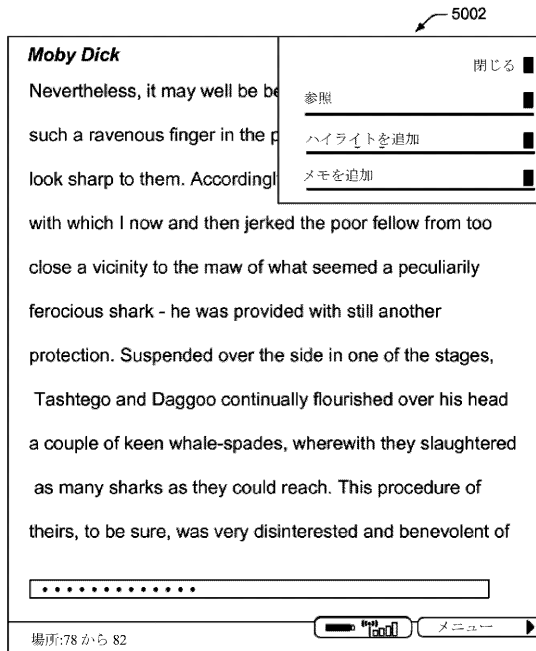 5002
Moby Dick
閉じる
Nevertheless, it may well be be
参照
such a ravenous finger in the p
ハイライトを追加
look sharp to them. Accordingl
メモを追加
with which I now and then jerked the poor fellow from too
close a vicinity to the maw of what seemed a peculiarily
ferocious shark - he was provided with still another
protection. Suspended over the side in one of the stages,
Tashtego and Daggoo continually flourished over his head
a couple of keen whale-spades, wherewith they slaughtered
as many sharks as they could reach. This procedure of
theirs, to be sure, was very disinterested and benevolent of
場所:78 から 82
メニュー